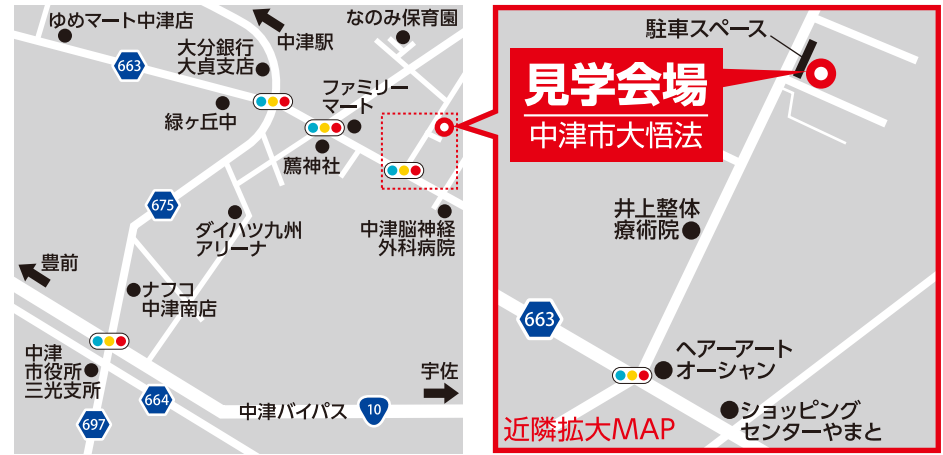 ゆめマート中津店
663
大分銀行
大貞支店
中津駅
なのみ保育園
緑ヶ丘中
ファミリー
マート
薦神社
675
ダイハツ九州
アリーナ
中津脳神経
外科病院
豊前
ナフコ
中津南店
中津
市役所
三光支所
697
664
中津バイパス
10
宇佐
駐車スペース
見学会場
中津市大悟法
井上整体
療術院
663
ヘアーアート
オーシャン
ショッピング
センターやまと
近隣拡大MAP